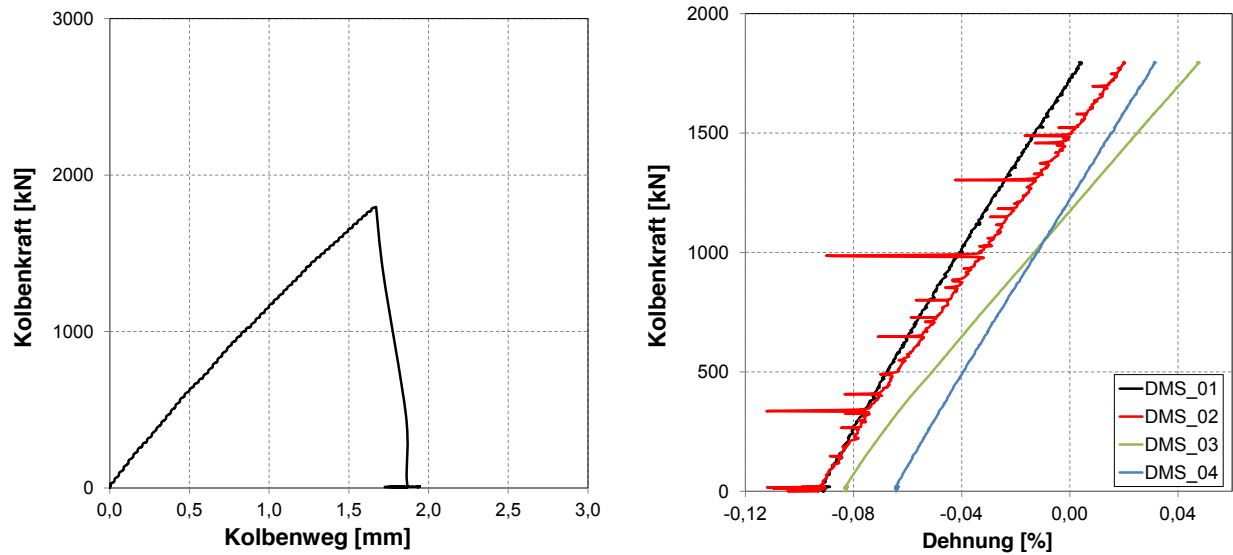 3000
2000
1000
0
Kolbenkraft [kN]
0,0 0,5 1,0 1,5 2,0 2,5 3,0
Kolbenweg [mm]
2000
1500
1000
500
0
Kolbenkraft [kN]
DMS_01
DMS_02
DMS_03
DMS_04
-0,12 -0,08 -0,04 0,00 0,04
Dehnung [%]